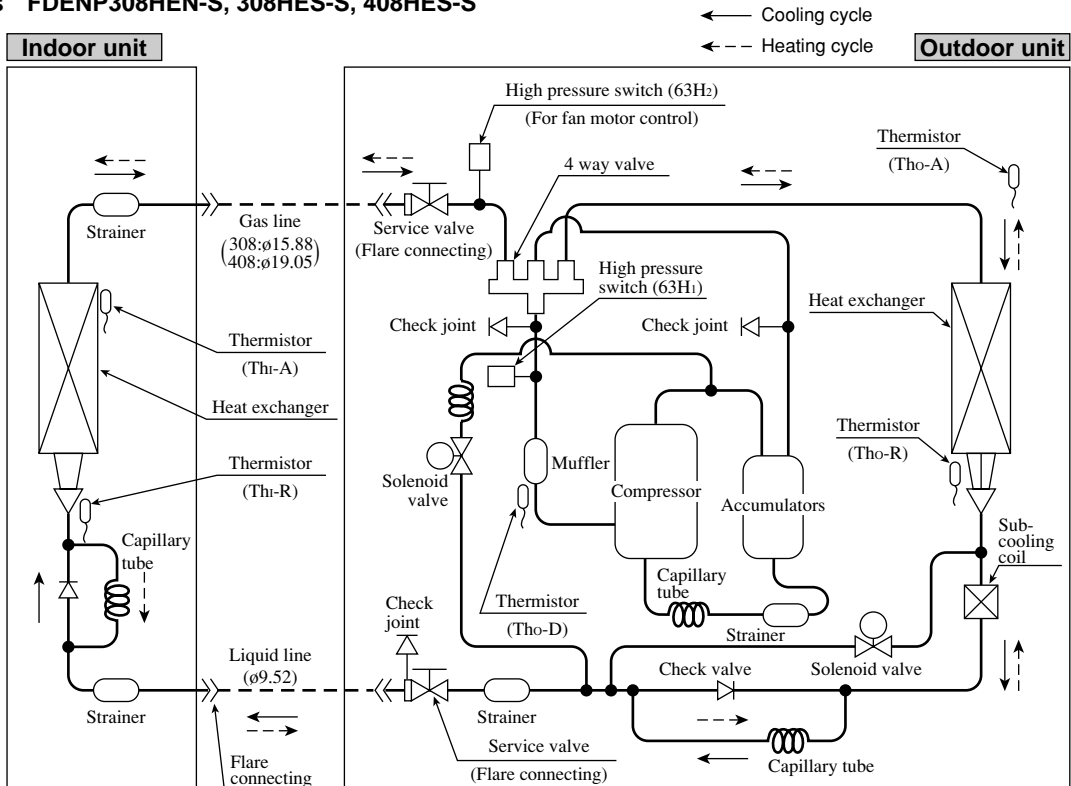 s FDENP308HEN-S, 308HES-S, 408HES-S
Cooling cycle
Heating cycle
Indoor unit
Outdoor unit
High pressure switch (63H2)
(For fan motor control)
Thermistor
(ThO-A)
4 way valve
Strainer
Gas line
(308:ø15.88
408:ø19.05)
Service valve
(Flare connecting)
High pressure
switch (63H1)
Check joint
Check joint
Heat exchanger
Thermistor
(ThI-A)
Heat exchanger
Thermistor
(ThO-R)
Thermistor
(ThI-R)
Muffler
Solenoid
valve
Compressor
Accumulators
Sub-
cooling
coil
Capillary
tube
Capillary
tube
Check
joint
Thermistor
(ThO-D)
Strainer
Liquid line
(ø9.52)
Check valve
Solenoid valve
Strainer
Strainer
Service valve
(Flare connecting)
Capillary tube
Flare
connecting